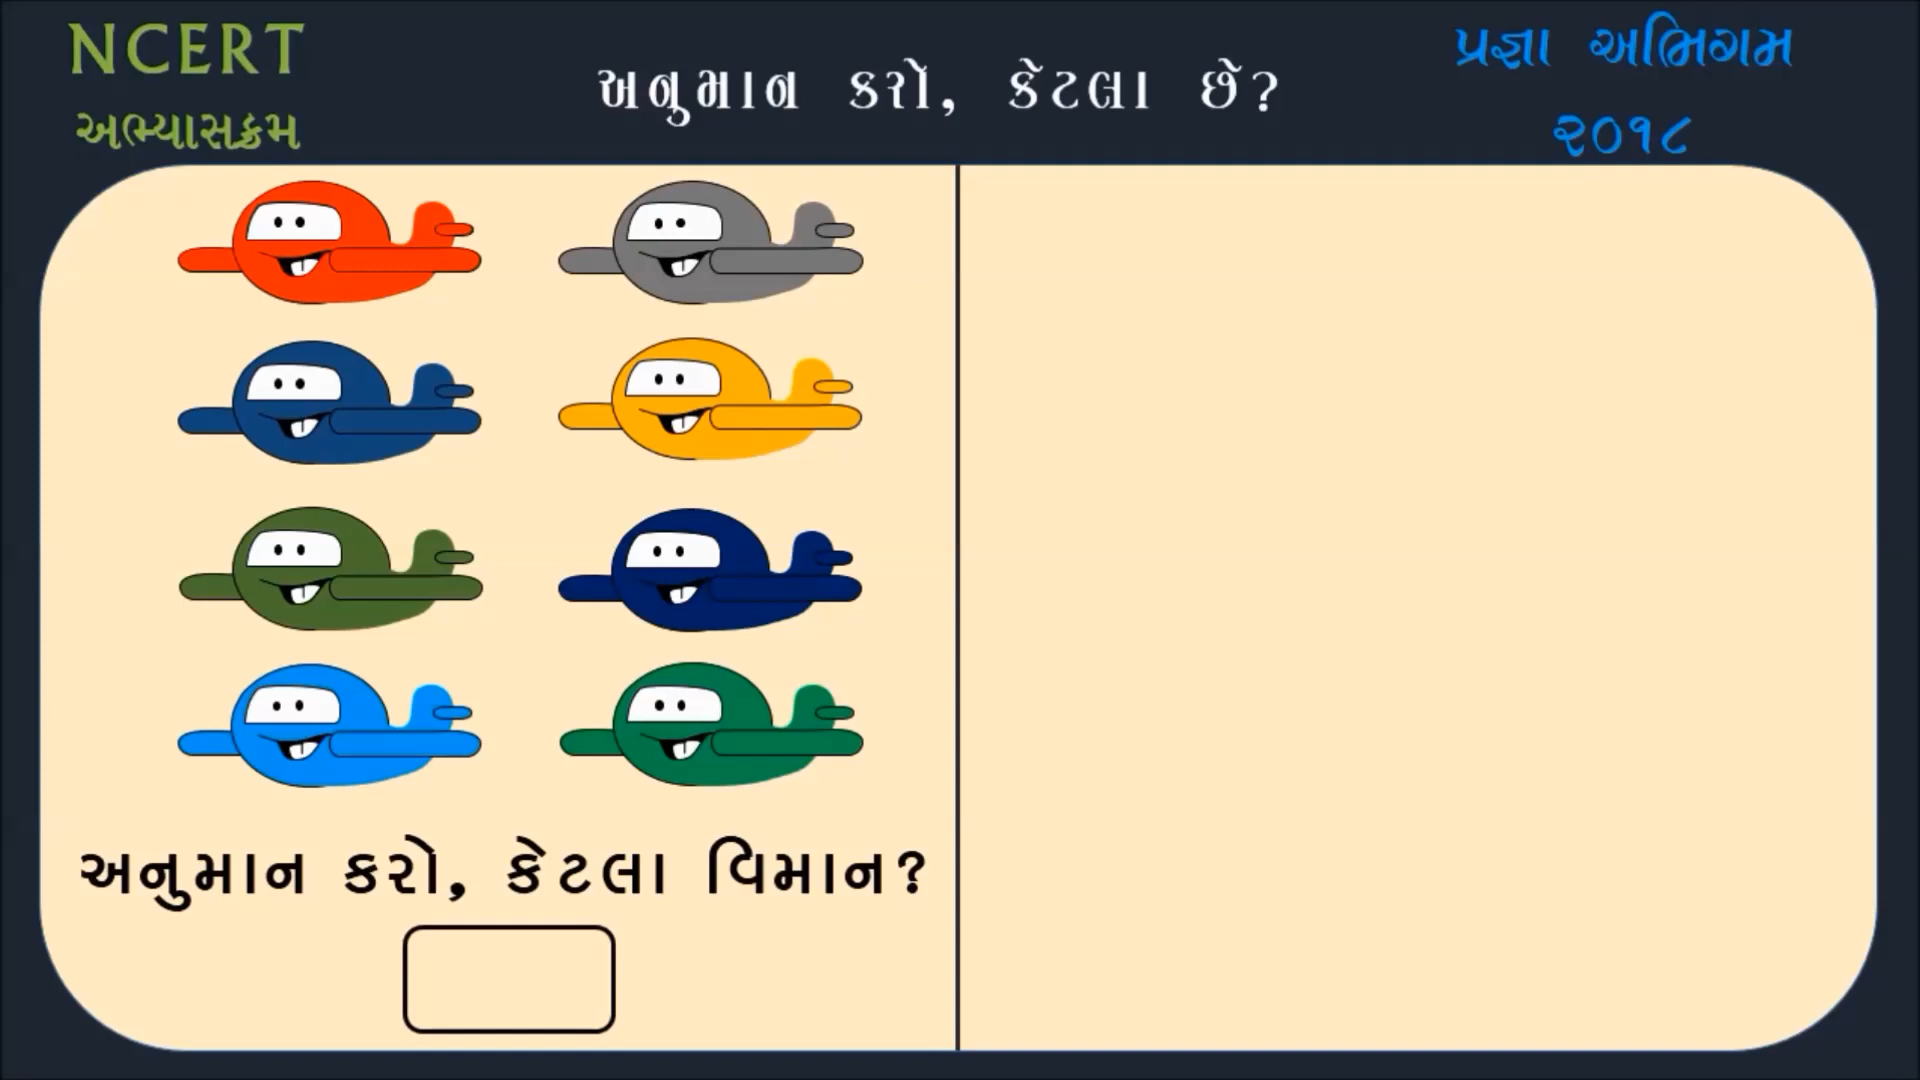 NCERT
અભ્યાસક્રમ
અનુમાન કરો, કેટલા છે?
પ્રજ્ઞા અભિગમ
૨૦૧૮
અનુમાન કરો, કેટલા વિમાન?